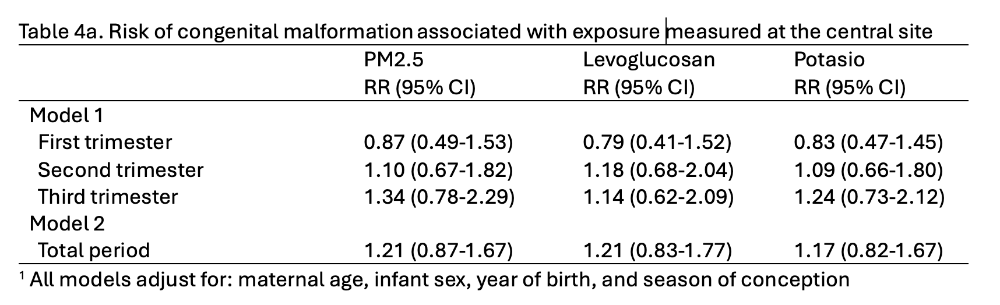 Table 4a. Risk of congenital malformation associated with exposure measured at the central site
PM2.5 Levoglucosan Potasio
RR (95% CI) RR (95% CI) RR (95% CI)
Model 1
First trimester 0.87 (0.49-1.53) 0.79 (0.41-1.52) 0.83 (0.47-1.45)
Second trimester 1.10 (0.67-1.82) 1.18 (0.68-2.04) 1.09 (0.66-1.80)
Third trimester 1.34 (0.78-2.29) 1.14 (0.62-2.09) 1.24 (0.73-2.12)
Model 2
Total period 1.21 (0.87-1.67) 1.21 (0.83-1.77) 1.17 (0.82-1.67)
¹ All models adjust for: maternal age, infant sex, year of birth, and season of conception